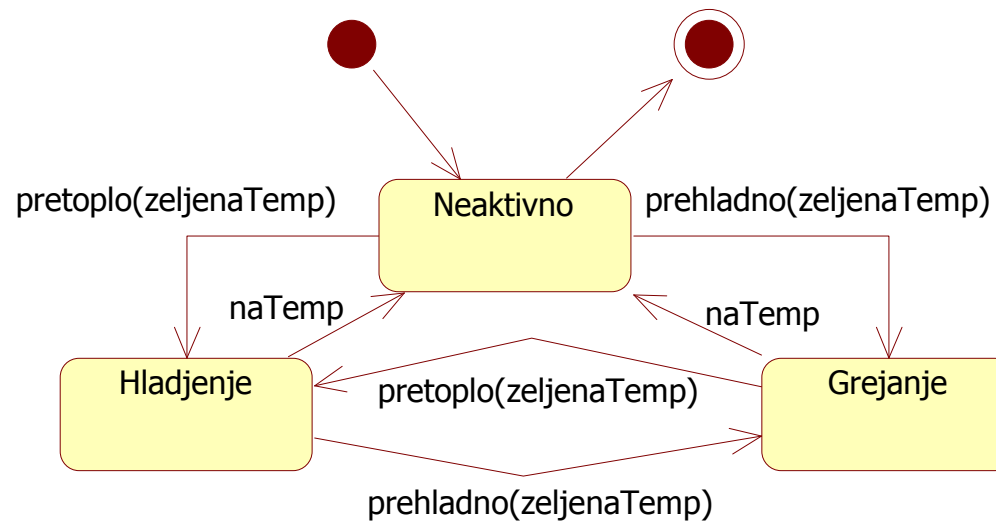 pretoplo(zeljenaTemp)
Neaktivno
prehladno(zeljenaTemp)
naTemp
naTemp
Hladjenje
pretoplo(zeljenaTemp)
Grejanje
prehladno(zeljenaTemp)